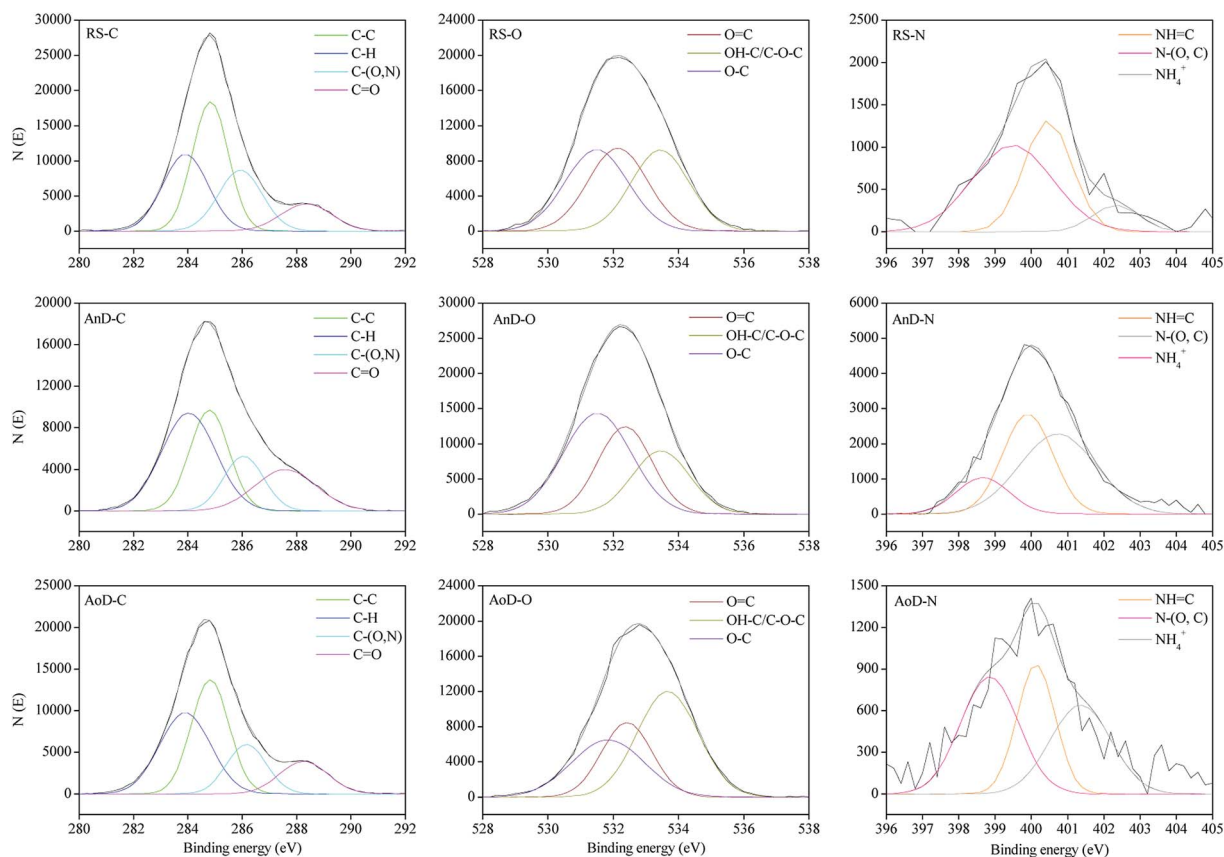 RS-C
C-C
C-H
C-(O,N)
C=O
N (E)
30000
25000
20000
15000
10000
5000
0
280 282 284 286 288 290 292
RS-O
O=C
OH-C/C-O-C
O-C
24000
20000
16000
12000
8000
4000
0
528 530 532 534 536 538
RS-N
NH=C
N-(O, C)
NH4+
2500
2000
1500
1000
500
0
396 397 398 399 400 401 402 403 404 405
AnD-C
C-C
C-H
C-(O,N)
C=O
N (E)
20000
16000
12000
8000
4000
0
280 282 284 286 288 290 292
AnD-O
O=C
OH-C/C-O-C
O-C
30000
25000
20000
15000
10000
5000
0
528 530 532 534 536 538
AnD-N
NH=C
N-(O, C)
NH4+
6000
5000
4000
3000
2000
1000
0
396 397 398 399 400 401 402 403 404 405
AoD-C
C-C
C-H
C-(O,N)
C=O
N (E)
25000
20000
15000
10000
5000
0
280 282 284 286 288 290 292
Binding energy (eV)
AoD-O
O=C
OH-C/C-O-C
O-C
24000
20000
16000
12000
8000
4000
0
528 530 532 534 536 538
Binding energy (eV)
AoD-N
NH=C
N-(O, C)
NH4+
1500
1200
900
600
300
0
396 397 398 399 400 401 402 403 404 405
Binding energy (eV)